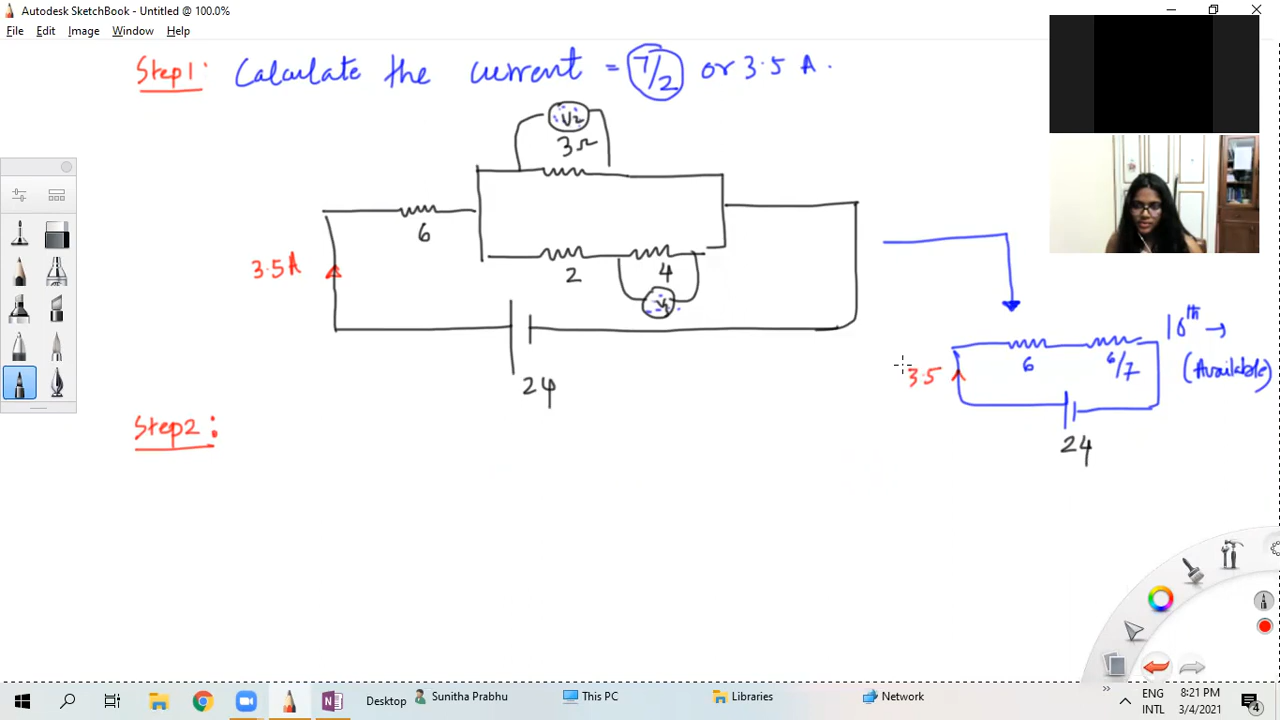 Autodesk SketchBook - Untitled @ 100.0%
File Edit Image Window Help
Step1: Calculate the current = 7/2 or 3.5 A.
V2
3Ω
6
3.5A
2
4
V1
24
10th →
(Available)
3.5
6
6/7
24
Step2:
Desktop
Sunitha Prabhu
This PC
Libraries
Network
ENG
INTL
8:21 PM
3/4/2021
4